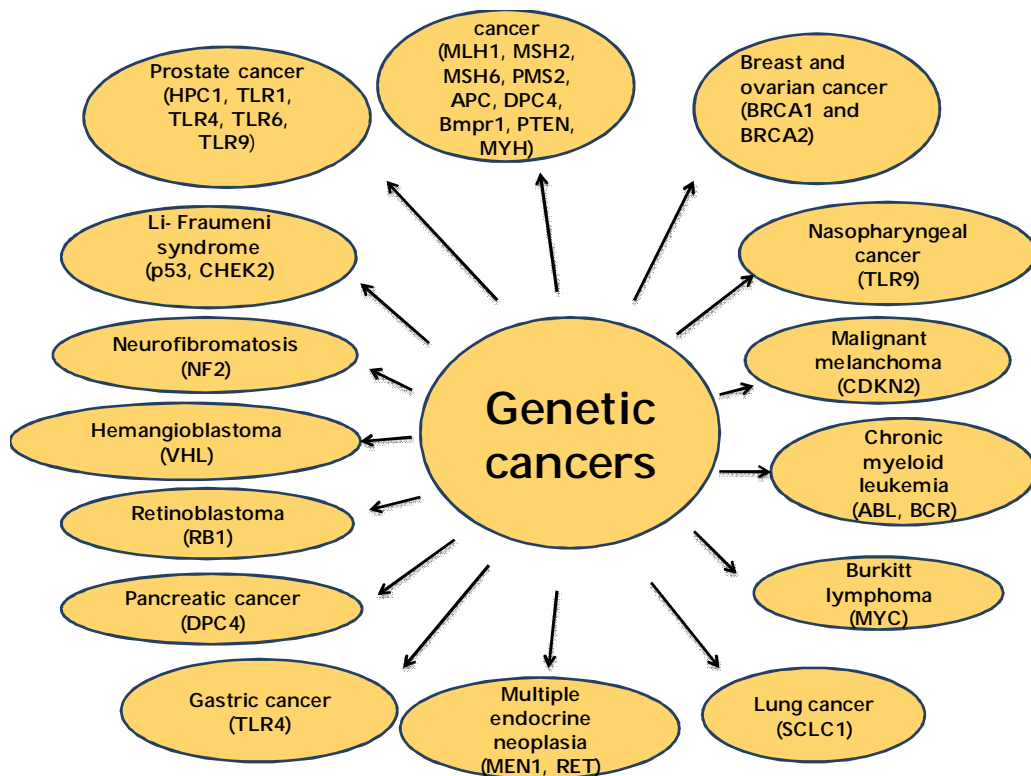 Prostate cancer
(HPC1, TLR1,
TLR4, TLR6,
TLR9)
cancer
(MLH1, MSH2,
MSH6, PMS2,
APC, DPC4,
Bmpr1, PTEN,
MYH)
Breast and
ovarian cancer
(BRCA1 and
BRCA2)
Li- Fraumeni
syndrome
(p53, CHEK2)
Nasopharyngeal
cancer
(TLR9)
Neurofibromatosis
(NF2)
Malignant
melanchoma
(CDKN2)
Genetic
cancers
Hemangioblastoma
(VHL)
Chronic
myeloid
leukemia
(ABL, BCR)
Retinoblastoma
(RB1)
Pancreatic cancer
(DPC4)
Burkitt
lymphoma
(MYC)
Gastric cancer
(TLR4)
Multiple
endocrine
neoplasia
(MEN1, RET)
Lung cancer
(SCLC1)